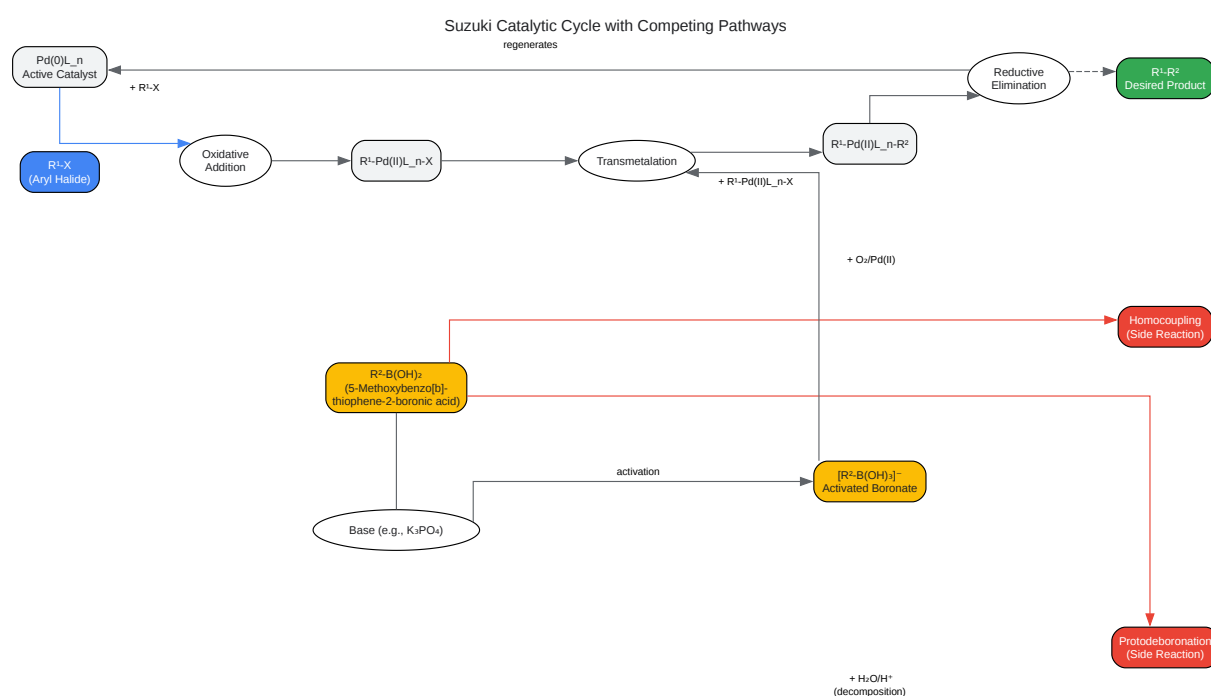 Suzuki Catalytic Cycle with Competing Pathways
regenerates
Pd(0)L_n
Active Catalyst
Reductive
Elimination
R¹-R²
Desired Product
+ R¹-X
R¹-X
(Aryl Halide)
Oxidative
Addition
R¹-Pd(II)L_n-X
Transmetalation
R¹-Pd(II)L_n-R²
+ R¹-Pd(II)L_n-X
+ O₂/Pd(II)
Homocoupling
(Side Reaction)
R²-B(OH)₂
(5-Methoxybenzo[b]-
thiophene-2-boronic acid)
activation
[R²-B(OH)₃]⁻
Activated Boronate
Base (e.g., K₃PO₄)
Protodeboronation
(Side Reaction)
+ H₂O/H⁺
(decomposition)